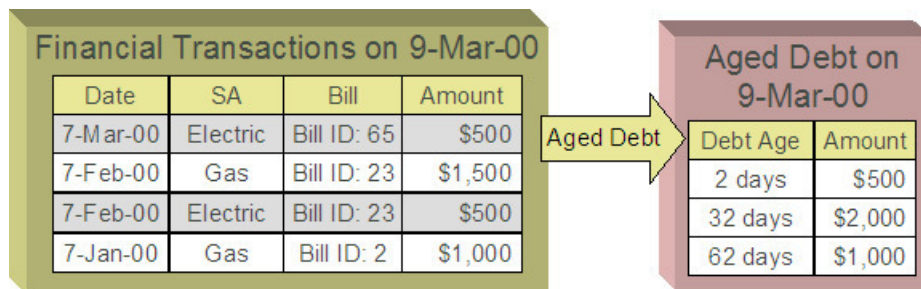 Financial Transactions on 9-Mar-00
Date SA Bill Amount
7-Mar-00 Electric Bill ID: 65 $500
7-Feb-00 Gas Bill ID: 23 $1,500
7-Feb-00 Electric Bill ID: 23 $500
7-Jan-00 Gas Bill ID: 2 $1,000
Aged Debt
Aged Debt on
9-Mar-00
Debt Age Amount
2 days $500
32 days $2,000
62 days $1,000